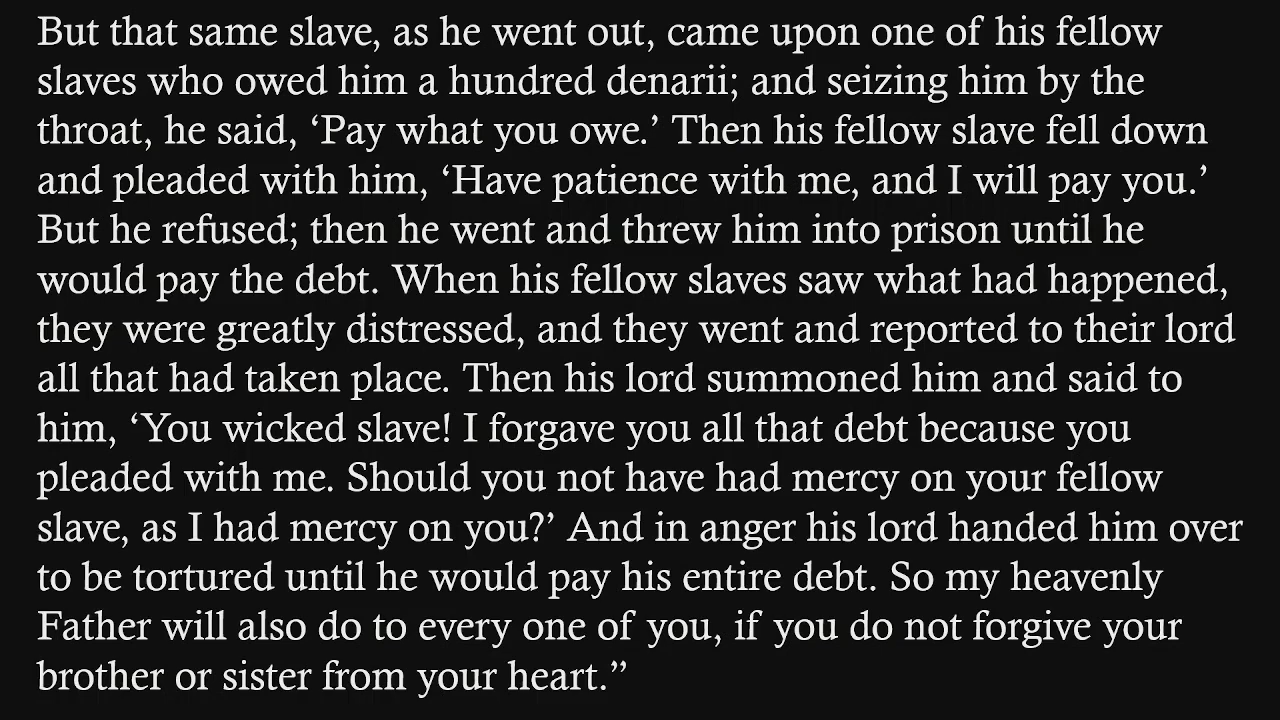 But that same slave, as he went out, came upon one of his fellow
slaves who owed him a hundred denarii; and seizing him by the
throat, he said, ‘Pay what you owe.’ Then his fellow slave fell down
and pleaded with him, ‘Have patience with me, and I will pay you.’
But he refused; then he went and threw him into prison until he
would pay the debt. When his fellow slaves saw what had happened,
they were greatly distressed, and they went and reported to their lord
all that had taken place. Then his lord summoned him and said to
him, ‘You wicked slave! I forgave you all that debt because you
pleaded with me. Should you not have had mercy on your fellow
slave, as I had mercy on you?’ And in anger his lord handed him over
to be tortured until he would pay his entire debt. So my heavenly
Father will also do to every one of you, if you do not forgive your
brother or sister from your heart.”